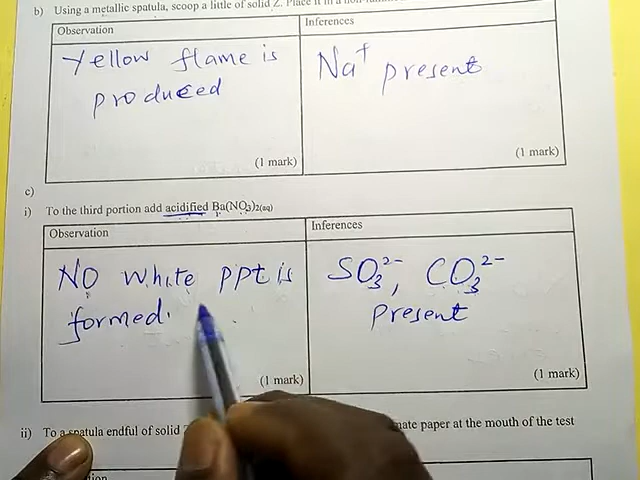 b) Using a metallic spatula, scoop a little of solid Z. Place it in a non-
Observation Inferences
Yellow flame is
produced
Na⁺ present
(1 mark) (1 mark)
c)
i) To the third portion add acidified Ba(NO₃)₂(aq)
Observation Inferences
NO white ppt is
formed.
SO₃²⁻, CO₃²⁻
present
(1 mark) (1 mark)
ii) To a spatula endful of solid paper at the mouth of the test